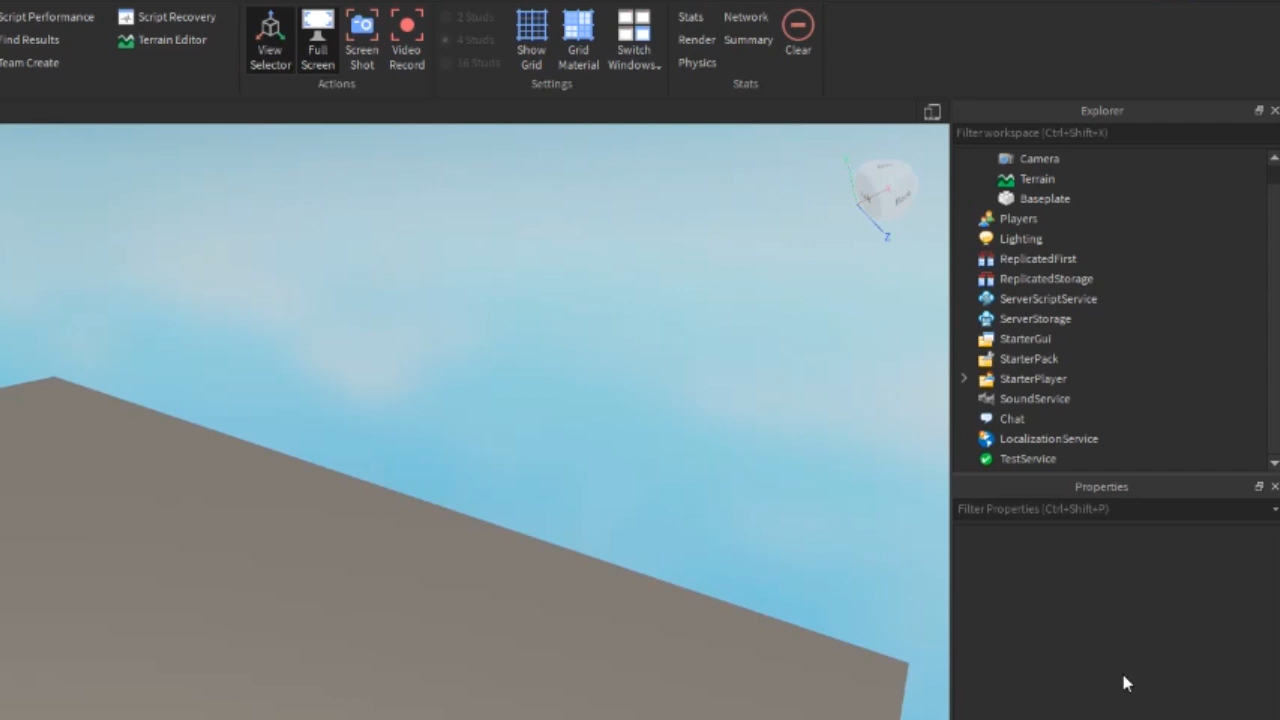 Script Performance
Find Results
Team Create
Script Recovery
Terrain Editor
View
Selector
Full
Screen
Screen
Shot
Video
Record
Actions
2 Studs
4 Studs
16 Studs
Show
Grid
Grid
Material
Switch
Windows
Settings
Stats
Network
Render
Summary
Physics
Clear
Stats
Explorer
Filter workspace (Ctrl+Shift+X)
Camera
Terrain
Baseplate
Players
Lighting
ReplicatedFirst
ReplicatedStorage
ServerScriptService
ServerStorage
StarterGui
StarterPack
StarterPlayer
SoundService
Chat
LocalizationService
TestService
Properties
Filter Properties (Ctrl+Shift+P)
Z